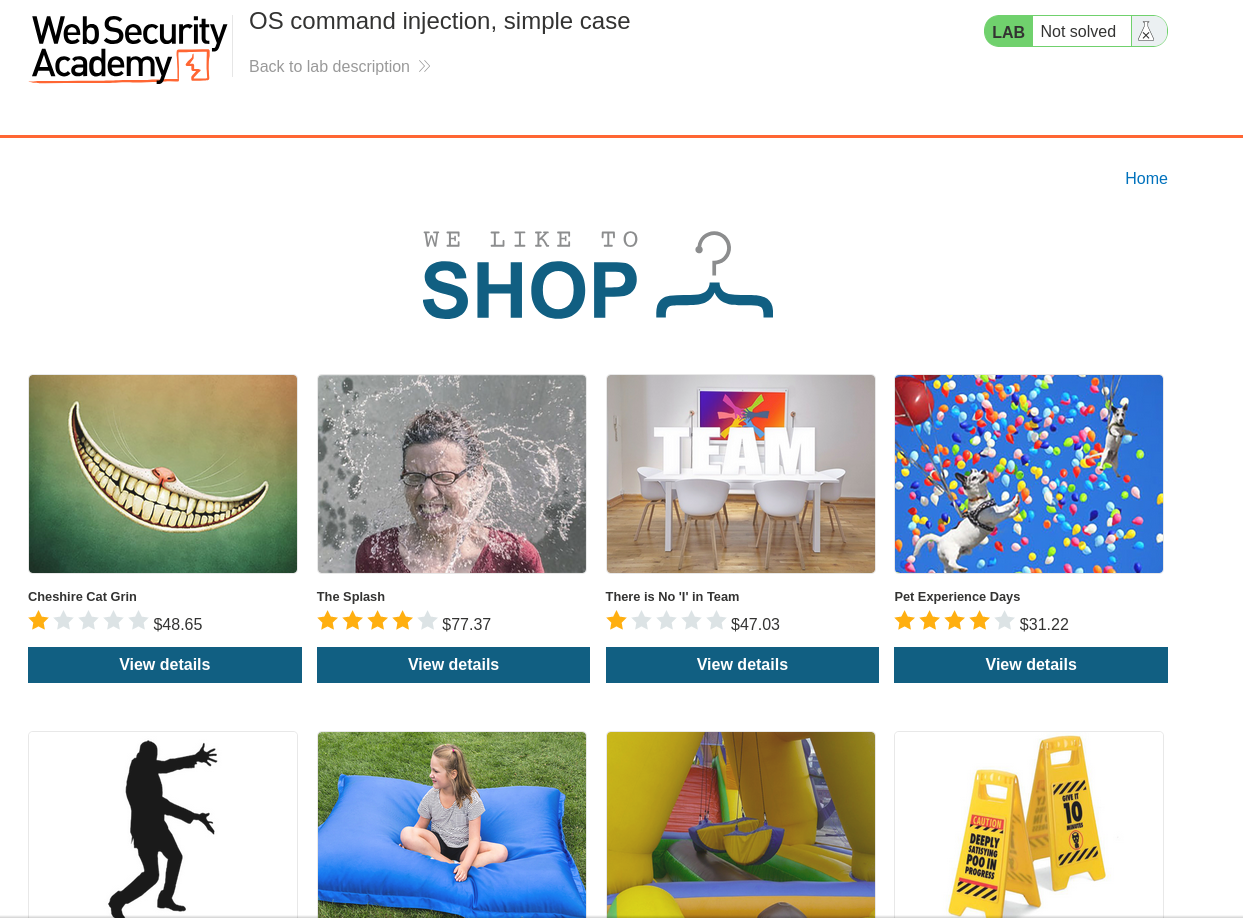 Web Security
Academy
OS command injection, simple case
Back to lab description
LAB
Not solved
Home
WE LIKE TO
SHOP
TEAM
Cheshire Cat Grin
The Splash
There is No 'I' in Team
Pet Experience Days
$48.65
$77.37
$47.03
$31.22
View details
View details
View details
View details
CAUTION
DEEPLY
SATISFYING
POO IN
PROGRESS
GIVE IT
10
MINUTES